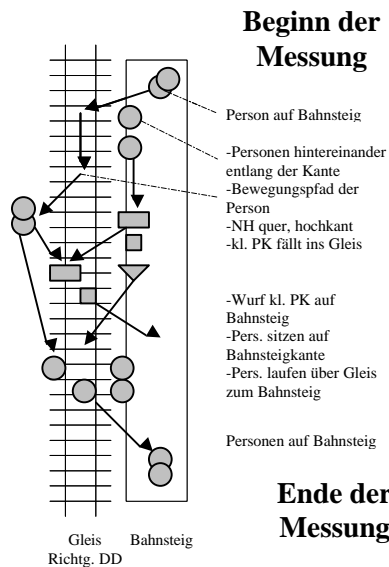 Beginn der
Messung
Person auf Bahnsteig
-Personen hintereinander
entlang der Kante
-Bewegungspfad der
Person
-NH quer, hochkant
-kl. PK fällt ins Gleis
-Wurf kl. PK auf
Bahnsteig
-Pers. sitzen auf
Bahnsteigkante
-Pers. laufen über Gleis
zum Bahnsteig
Personen auf Bahnsteig
Ende der
Messung
Gleis
Richtg. DD
Bahnsteig